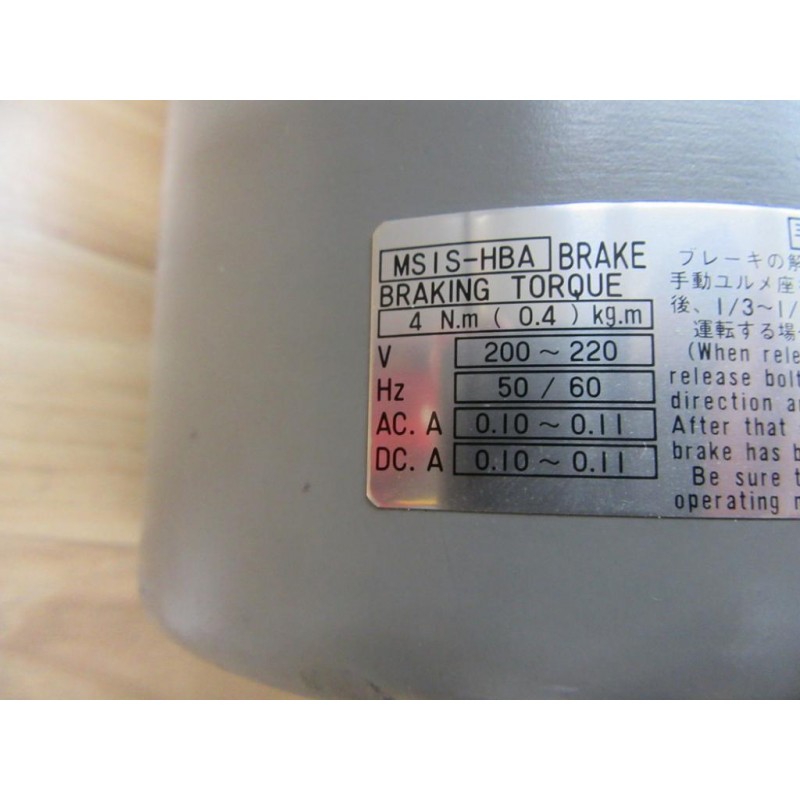 MSIS-HBA BRAKE
BRAKING TORQUE
4 N.m ( 0.4 ) kg.m
V 200 ~ 220
Hz 50 / 60
AC. A 0.10 ~ 0.11
DC. A 0.10 ~ 0.11
ブレーキの解
手動ユルメ座
後、1/3~1/
運転する場
(When rele
release bolt
direction a
After that
brake has b
Be sure t
operating